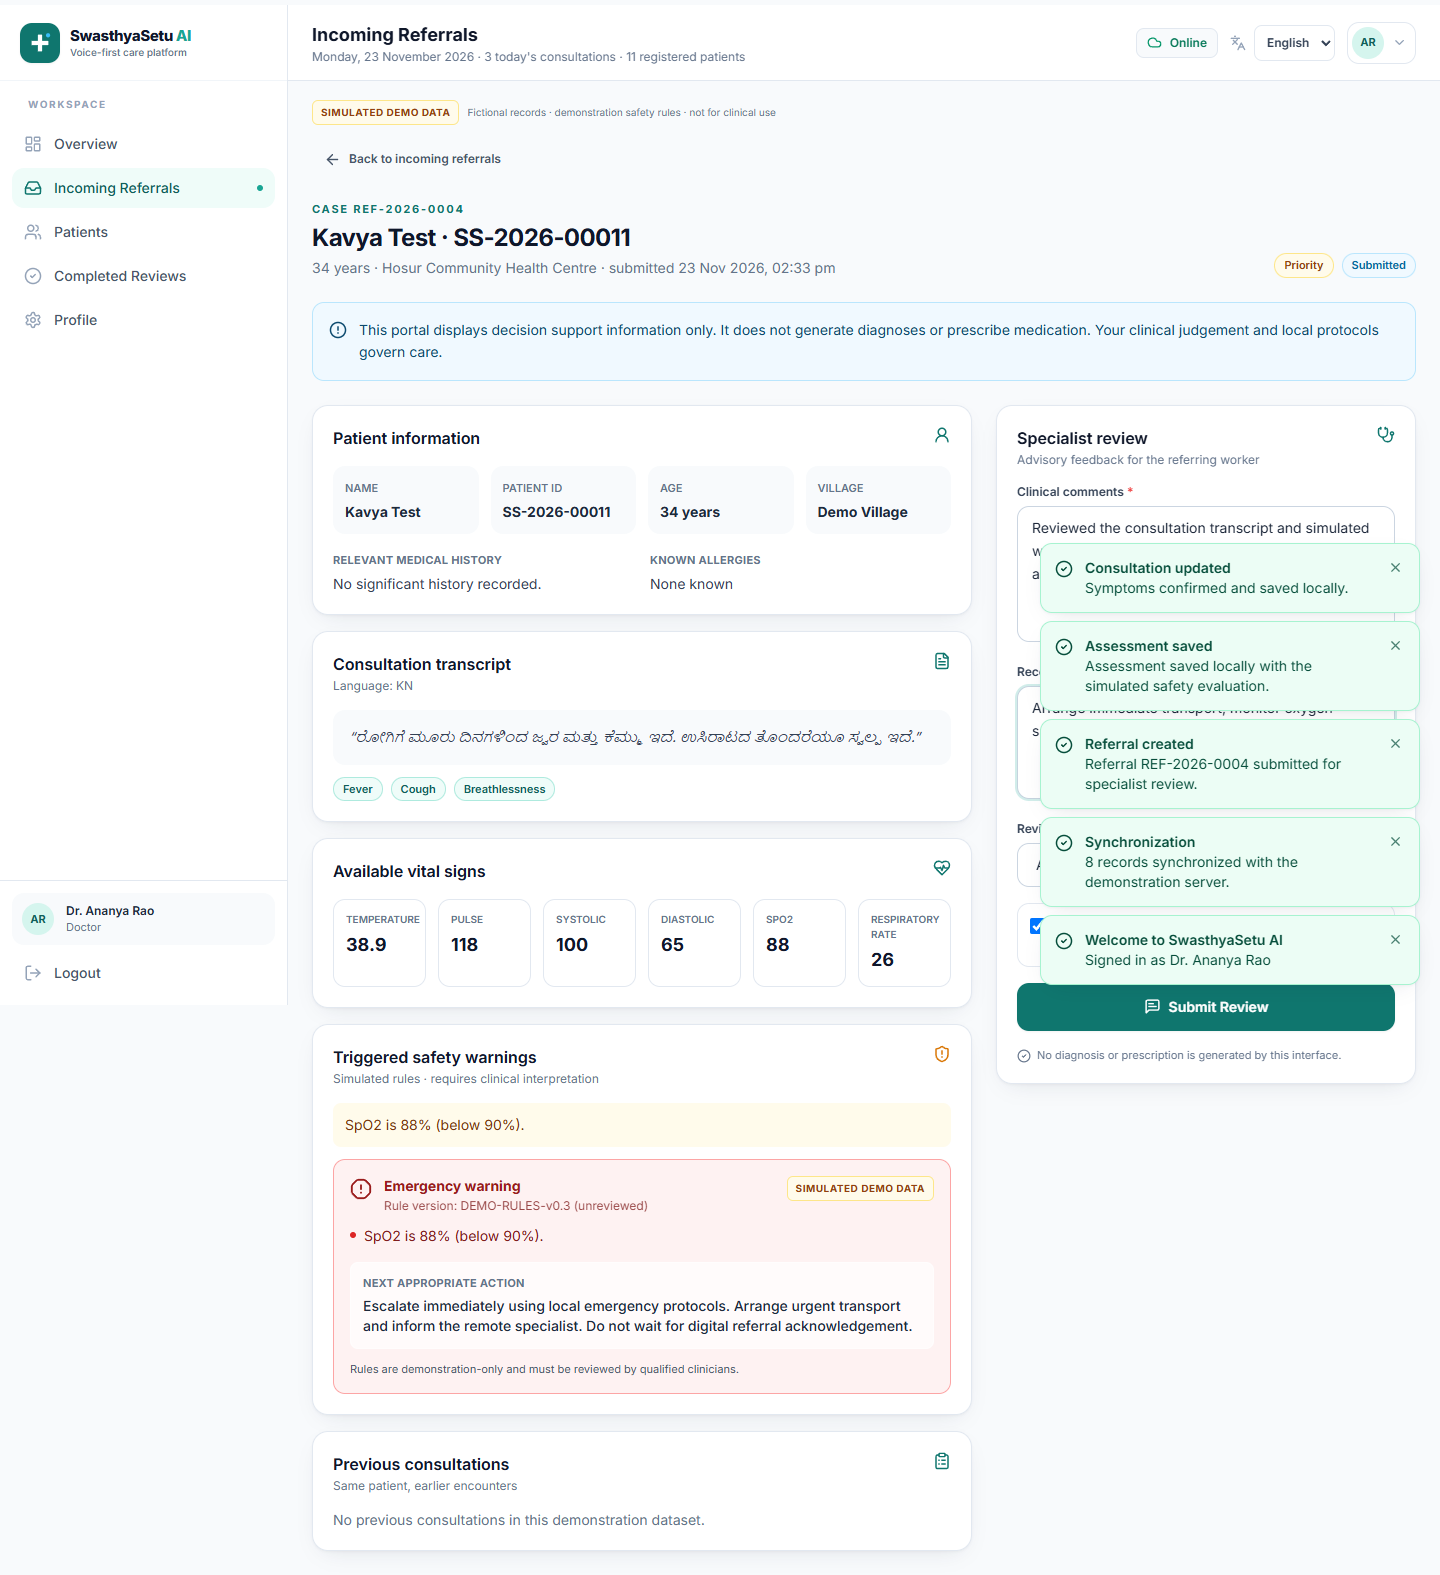 SwasthyaSetu AI
Voice-first care platform
WORKSPACE
Overview
Incoming Referrals
Patients
Completed Reviews
Profile
AR
Dr. Ananya Rao
Doctor
Logout
Incoming Referrals
Monday, 23 November 2026 · 3 today's consultations · 11 registered patients
Online
English
AR
SIMULATED DEMO DATA
Fictional records · demonstration safety rules · not for clinical use
Back to incoming referrals
CASE REF-2026-0004
Kavya Test · SS-2026-00011
34 years · Hosur Community Health Centre · submitted 23 Nov 2026, 02:33 pm
Priority
Submitted
This portal displays decision support information only. It does not generate diagnoses or prescribe medication. Your clinical judgement and local protocols
govern care.
Patient information
NAME
Kavya Test
PATIENT ID
SS-2026-00011
AGE
34 years
VILLAGE
Demo Village
RELEVANT MEDICAL HISTORY
No significant history recorded.
KNOWN ALLERGIES
None known
Consultation transcript
Language: KN
“ರೋಗಿಗೆ ಮೂರು ದಿನಗಳಿಂದ ಜ್ವರ ಮತ್ತು ಕೆಮ್ಮು ಇದೆ. ಉಸಿರಾಟದ ತೊಂದರೆಯೂ ಸ್ವಲ್ಪ ಇದೆ.”
Fever
Cough
Breathlessness
Available vital signs
TEMPERATURE
38.9
PULSE
118
SYSTOLIC
100
DIASTOLIC
65
SPO2
88
RESPIRATORY
RATE
26
Triggered safety warnings
Simulated rules · requires clinical interpretation
SpO2 is 88% (below 90%).
Emergency warning
Rule version: DEMO-RULES-v0.3 (unreviewed)
SIMULATED DEMO DATA
SpO2 is 88% (below 90%).
NEXT APPROPRIATE ACTION
Escalate immediately using local emergency protocols. Arrange urgent transport
and inform the remote specialist. Do not wait for digital referral acknowledgement.
Rules are demonstration-only and must be reviewed by qualified clinicians.
Previous consultations
Same patient, earlier encounters
No previous consultations in this demonstration dataset.
Specialist review
Advisory feedback for the referring worker
Clinical comments *
Reviewed the consultation transcript and simulated
Consultation updated
Symptoms confirmed and saved locally.
Assessment saved
Assessment saved locally with the
simulated safety evaluation.
Arrange immediate transport, monitor oxygen
Referral created
Referral REF-2026-0004 submitted for
specialist review.
Synchronization
8 records synchronized with the
demonstration server.
Welcome to SwasthyaSetu AI
Signed in as Dr. Ananya Rao
Submit Review
No diagnosis or prescription is generated by this interface.